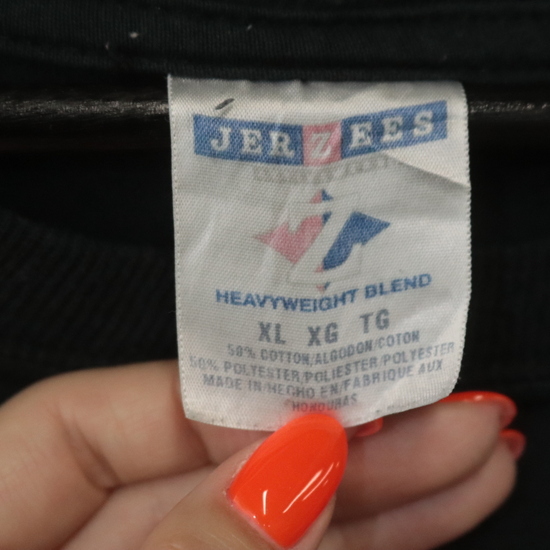 JERZEES
Z
HEAVYWEIGHT BLEND
XL XG TG
50% COTTON/ALGODON/COTON
50% POLYESTER/POLIESTER/POLYESTER
MADE IN/HECHO EN/FABRIQUE AUX
HONDURAS